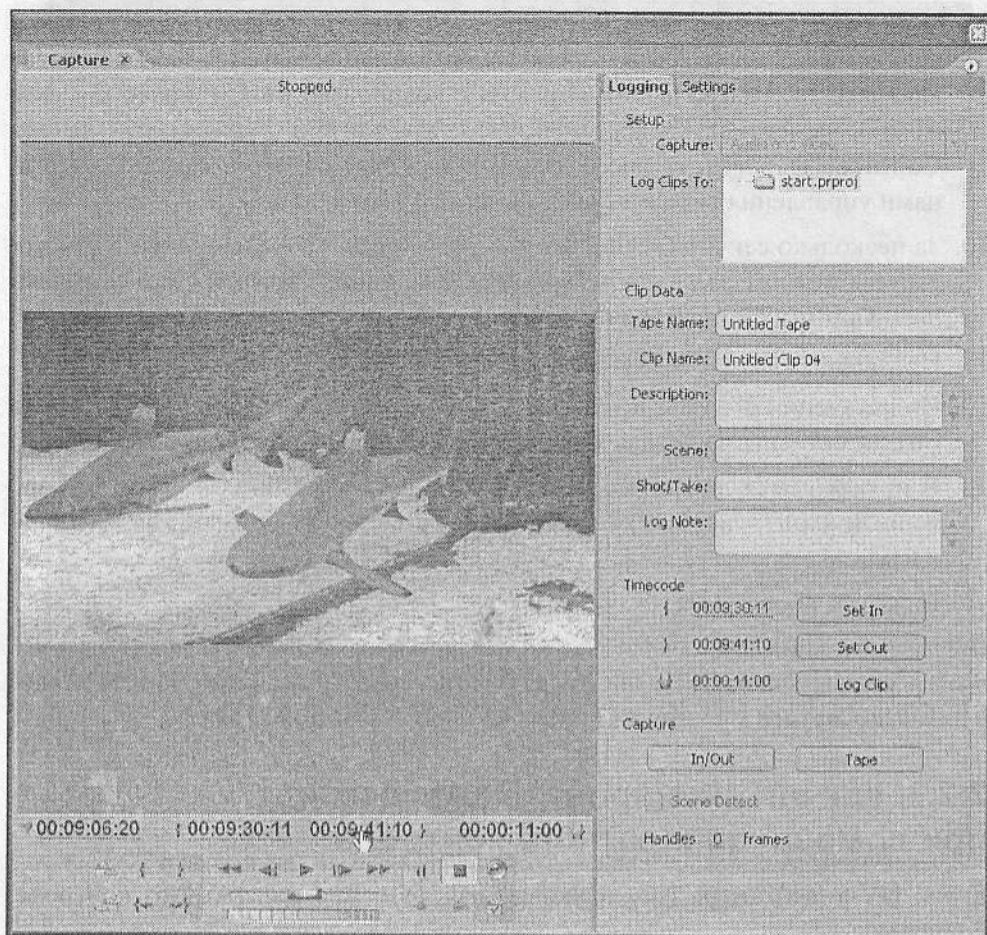 Capture ×
Stopped.
Logging Settings
Setup
Capture:
Log Clips To: start.prproj
Clip Data
Tape Name: Untitled Tape
Clip Name: Untitled Clip 04
Description:
Scene:
Shot/Take:
Log Note:
Timecode
{ 00:09:30:11 Set In
} 00:09:41:10 Set Out
{} 00:00:11:00 Log Clip
Capture
In/Out Tape
Scene Detect
Handles 0 frames
00:09:06:20 { 00:09:30:11 00:09:41:10 } 00:00:11:00 {}